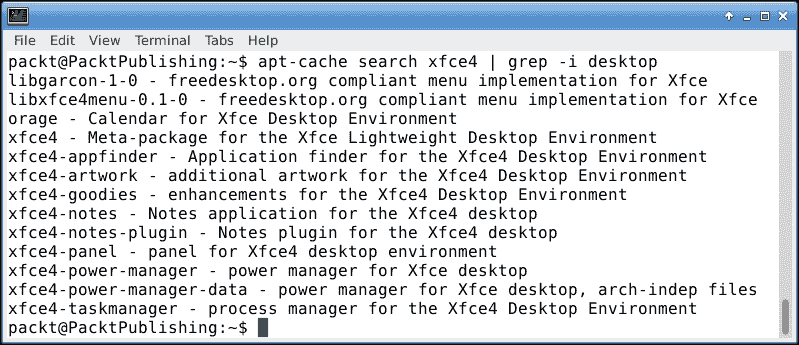 File Edit View Terminal Tabs Help
packt@PacktPublishing:~$ apt-cache search xfce4 | grep -i desktop
libgarcon-1-0 - freedesktop.org compliant menu implementation for Xfce
libxfce4menu-0.1-0 - freedesktop.org compliant menu implementation for Xfce
orage - Calendar for Xfce Desktop Environment
xfce4 - Meta-package for the Xfce Lightweight Desktop Environment
xfce4-appfinder - Application finder for the Xfce4 Desktop Environment
xfce4-artwork - additional artwork for the Xfce4 Desktop Environment
xfce4-goodies - enhancements for the Xfce4 Desktop Environment
xfce4-notes - Notes application for the Xfce4 desktop
xfce4-notes-plugin - Notes plugin for the Xfce4 desktop
xfce4-panel - panel for Xfce4 desktop environment
xfce4-power-manager - power manager for Xfce desktop
xfce4-power-manager-data - power manager for Xfce desktop, arch-indep files
xfce4-taskmanager - process manager for the Xfce4 Desktop Environment
packt@PacktPublishing:~$